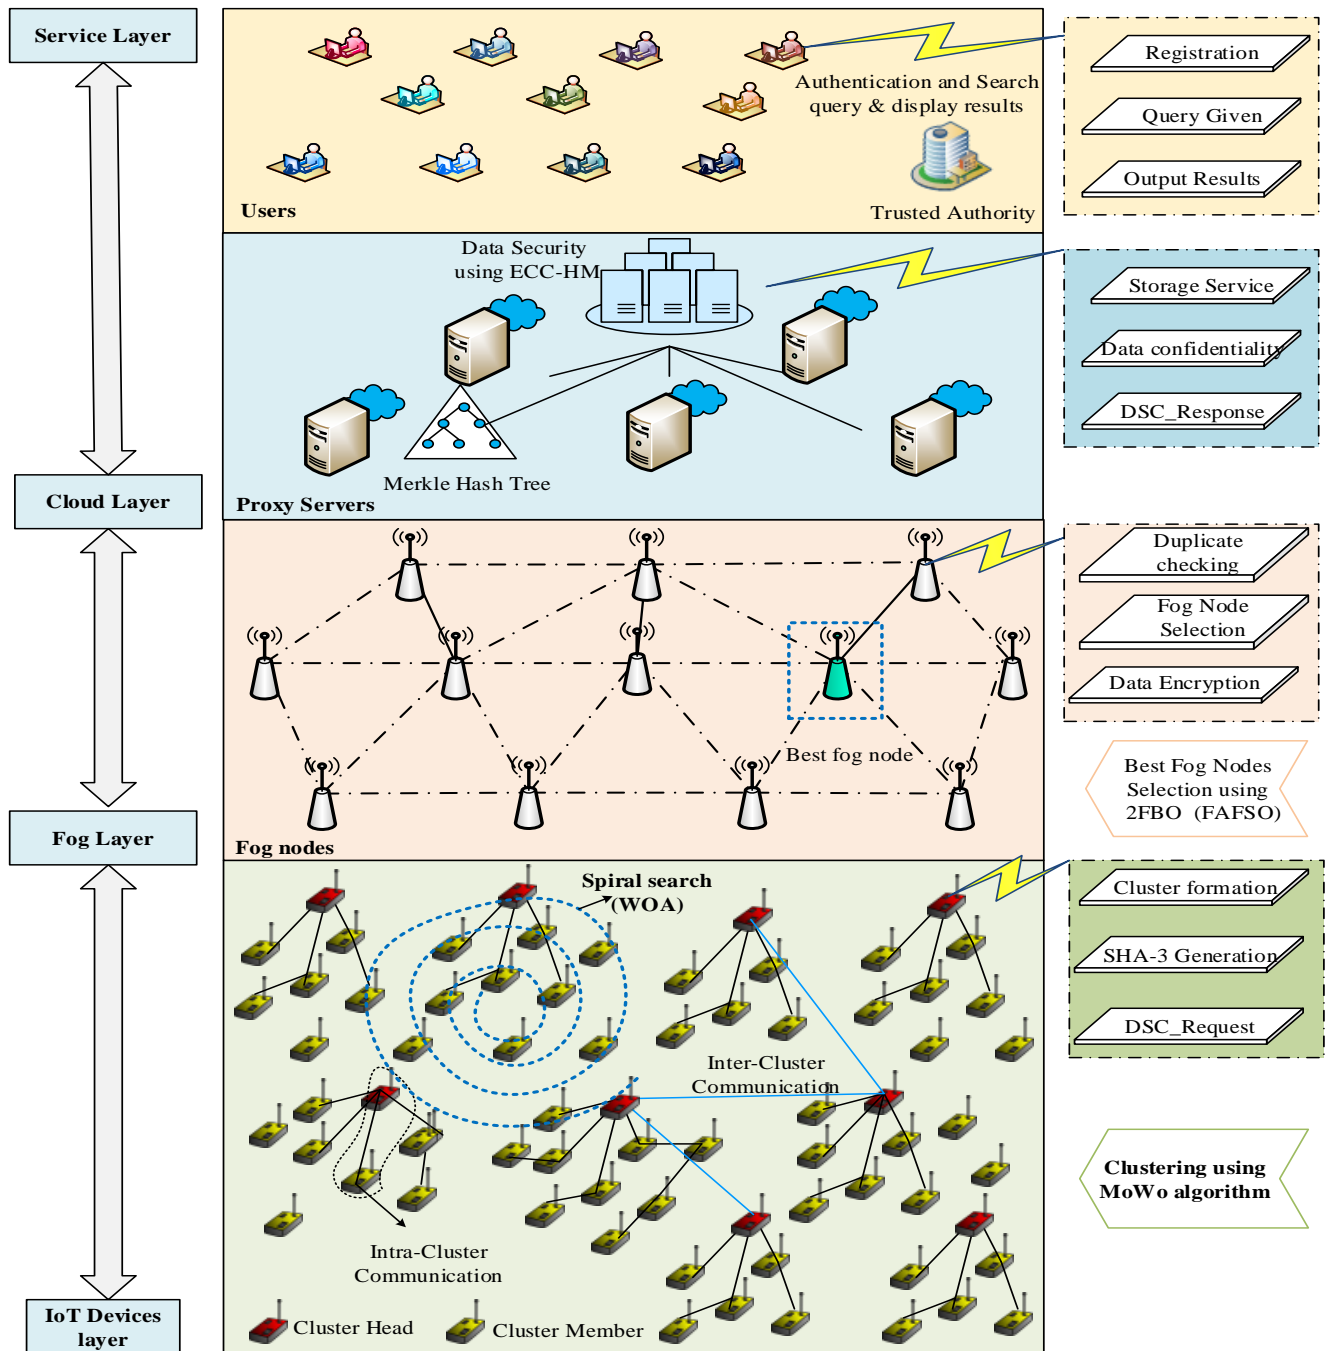 Service Layer
Cloud Layer
Fog Layer
IoT Devices
layer
Authentication and Search
query & display results
Trusted Authority
Users
Registration
Query Given
Output Results
Data Security
using ECC-HM
Merkle Hash Tree
Proxy Servers
Storage Service
Data confidentiality
DSC_Response
Best fog node
Fog nodes
Duplicate
checking
Fog Node
Selection
Data Encryption
Best Fog Nodes
Selection using
2FBO (FAFSO)
Spiral search
(WOA)
Inter-Cluster
Communication
Intra-Cluster
Communication
Cluster Head
Cluster Member
Cluster formation
SHA-3 Generation
DSC_Request
Clustering using
MoWo algorithm